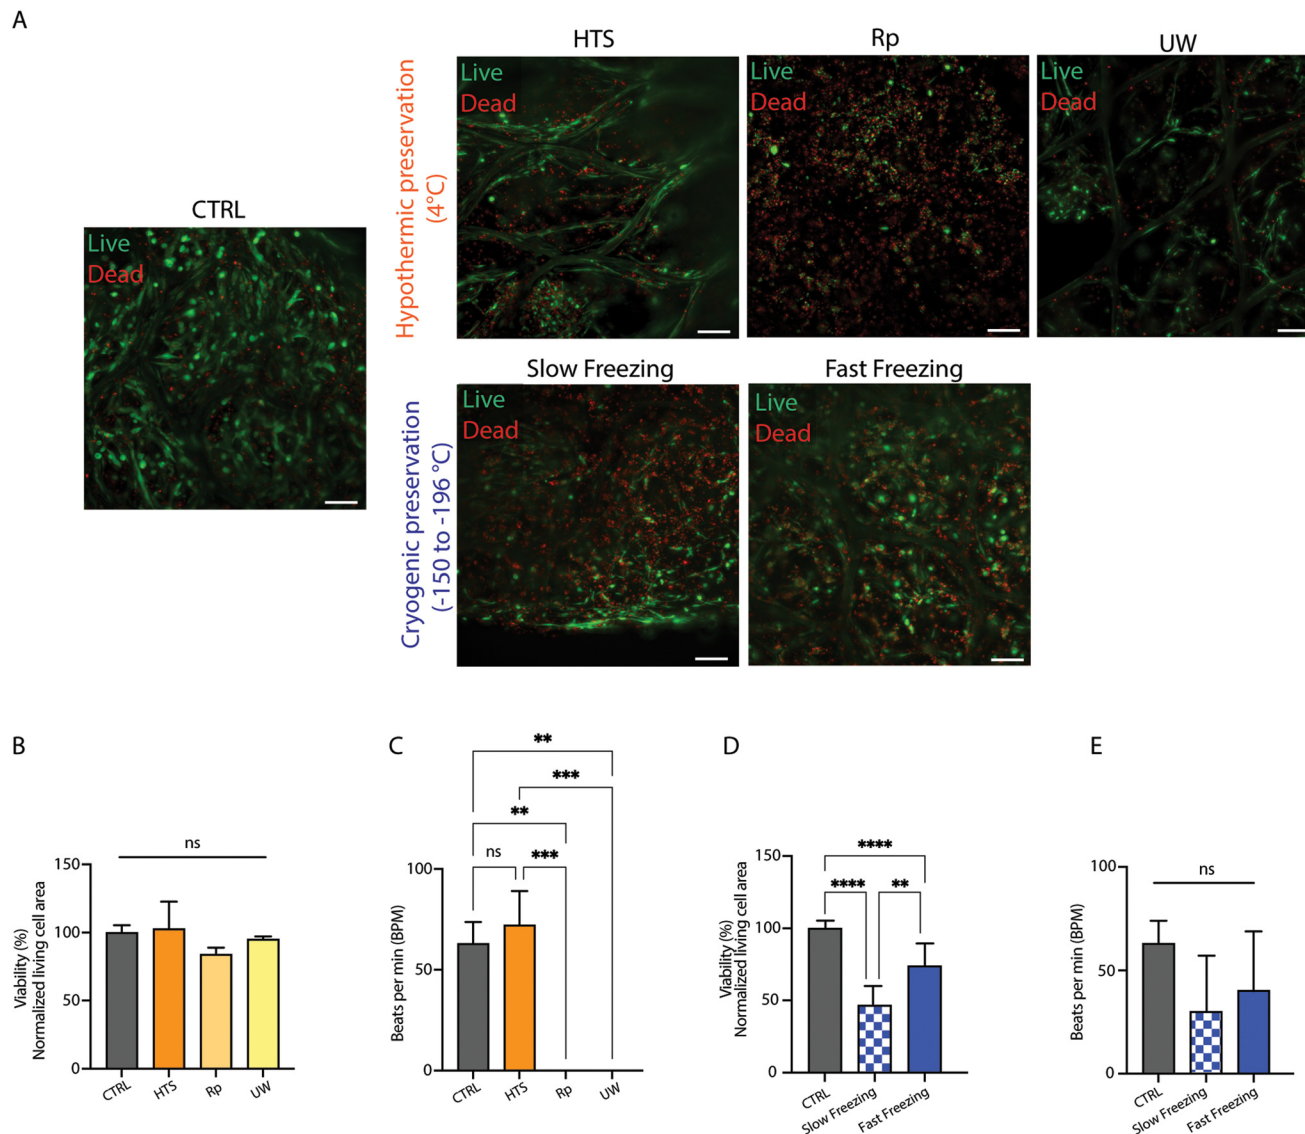 A
CTRL
Live
Dead
Hypothermic preservation
(4°C)
HTS
Live
Dead
Rp
Live
Dead
UW
Live
Dead
Cryogenic preservation
(-150 to -196 °C)
Slow Freezing
Live
Dead
Fast Freezing
Live
Dead
B
Viability (%)
Normalized living cell area
150
100
50
0
ns
CTRL
HTS
Rp
UW
C
Beats per min (BPM)
100
50
0
**
***
**
ns
***
CTRL
HTS
Rp
UW
D
Viability (%)
Normalized living cell area
150
100
50
0
****
****
**
CTRL
Slow Freezing
Fast Freezing
E
Beats per min (BPM)
100
50
0
ns
CTRL
Slow Freezing
Fast Freezing